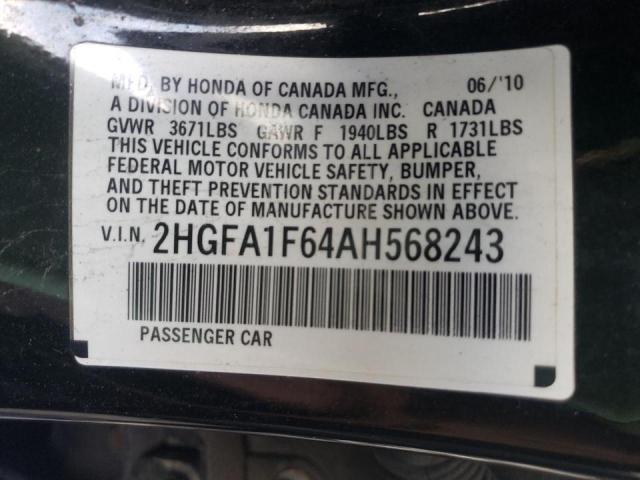 MFD. BY HONDA OF CANADA MFG., 06/'10
A DIVISION OF HONDA CANADA INC. CANADA
GVWR 3671LBS GAWR F 1940LBS R 1731LBS
THIS VEHICLE CONFORMS TO ALL APPLICABLE
FEDERAL MOTOR VEHICLE SAFETY, BUMPER,
AND THEFT PREVENTION STANDARDS IN EFFECT
ON THE DATE OF MANUFACTURE SHOWN ABOVE.
V.I.N. 2HGFA1F64AH568243
PASSENGER CAR